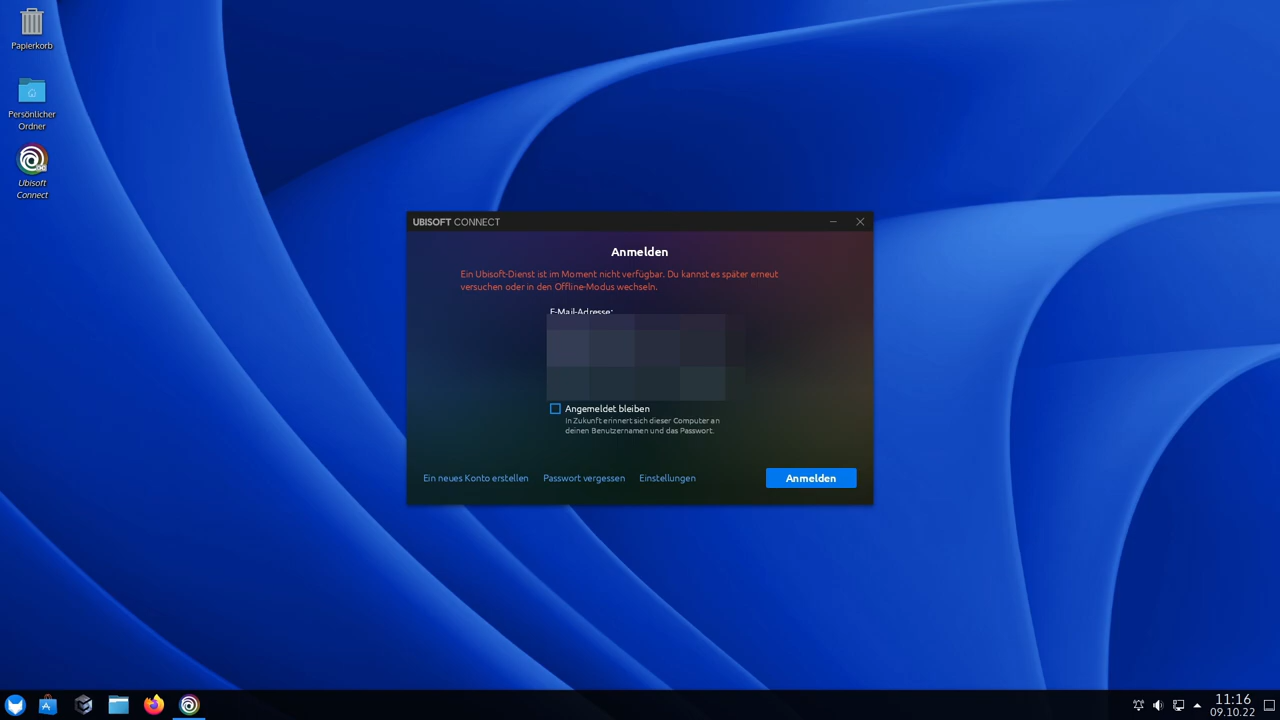 Papierkorb
Persönlicher
Ordner
Ubisoft
Connect
UBISOFT CONNECT
Anmelden
Ein Ubisoft-Dienst ist im Moment nicht verfügbar. Du kannst es später erneut
versuchen oder in den Offline-Modus wechseln.
E-Mail-Adresse:
Angemeldet bleiben
In Zukunft erinnert sich dieser Computer an
deinen Benutzernamen und das Passwort.
Ein neues Konto erstellen Passwort vergessen Einstellungen Anmelden
11:16
09.10.22